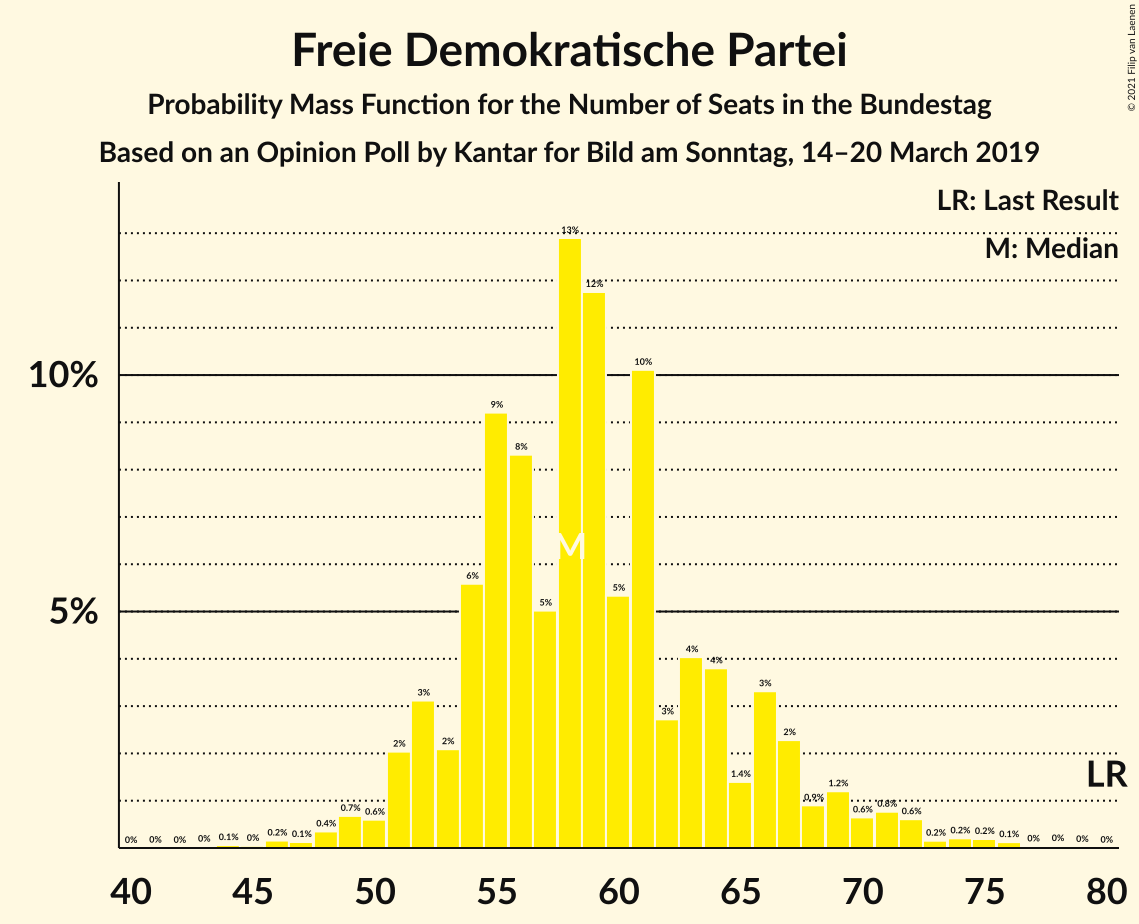 © 2021 Filip van Laenen
Freie Demokratische Partei
Probability Mass Function for the Number of Seats in the Bundestag
Based on an Opinion Poll by Kantar for Bild am Sonntag, 14–20 March 2019
LR: Last Result
M: Median
10%
5%
0% 0% 0% 0% 0.1% 0% 0.2% 0.1% 0.4% 0.7% 0.6% 2% 3% 2% 6% 9% 8% 5% 13% 12% 5% 10% 3% 4% 4% 1.4% 3% 2% 0.9% 1.2% 0.6% 0.8% 0.6% 0.2% 0.2% 0.2% 0.1% 0% 0% 0% 0%
M
LR
40 45 50 55 60 65 70 75 80